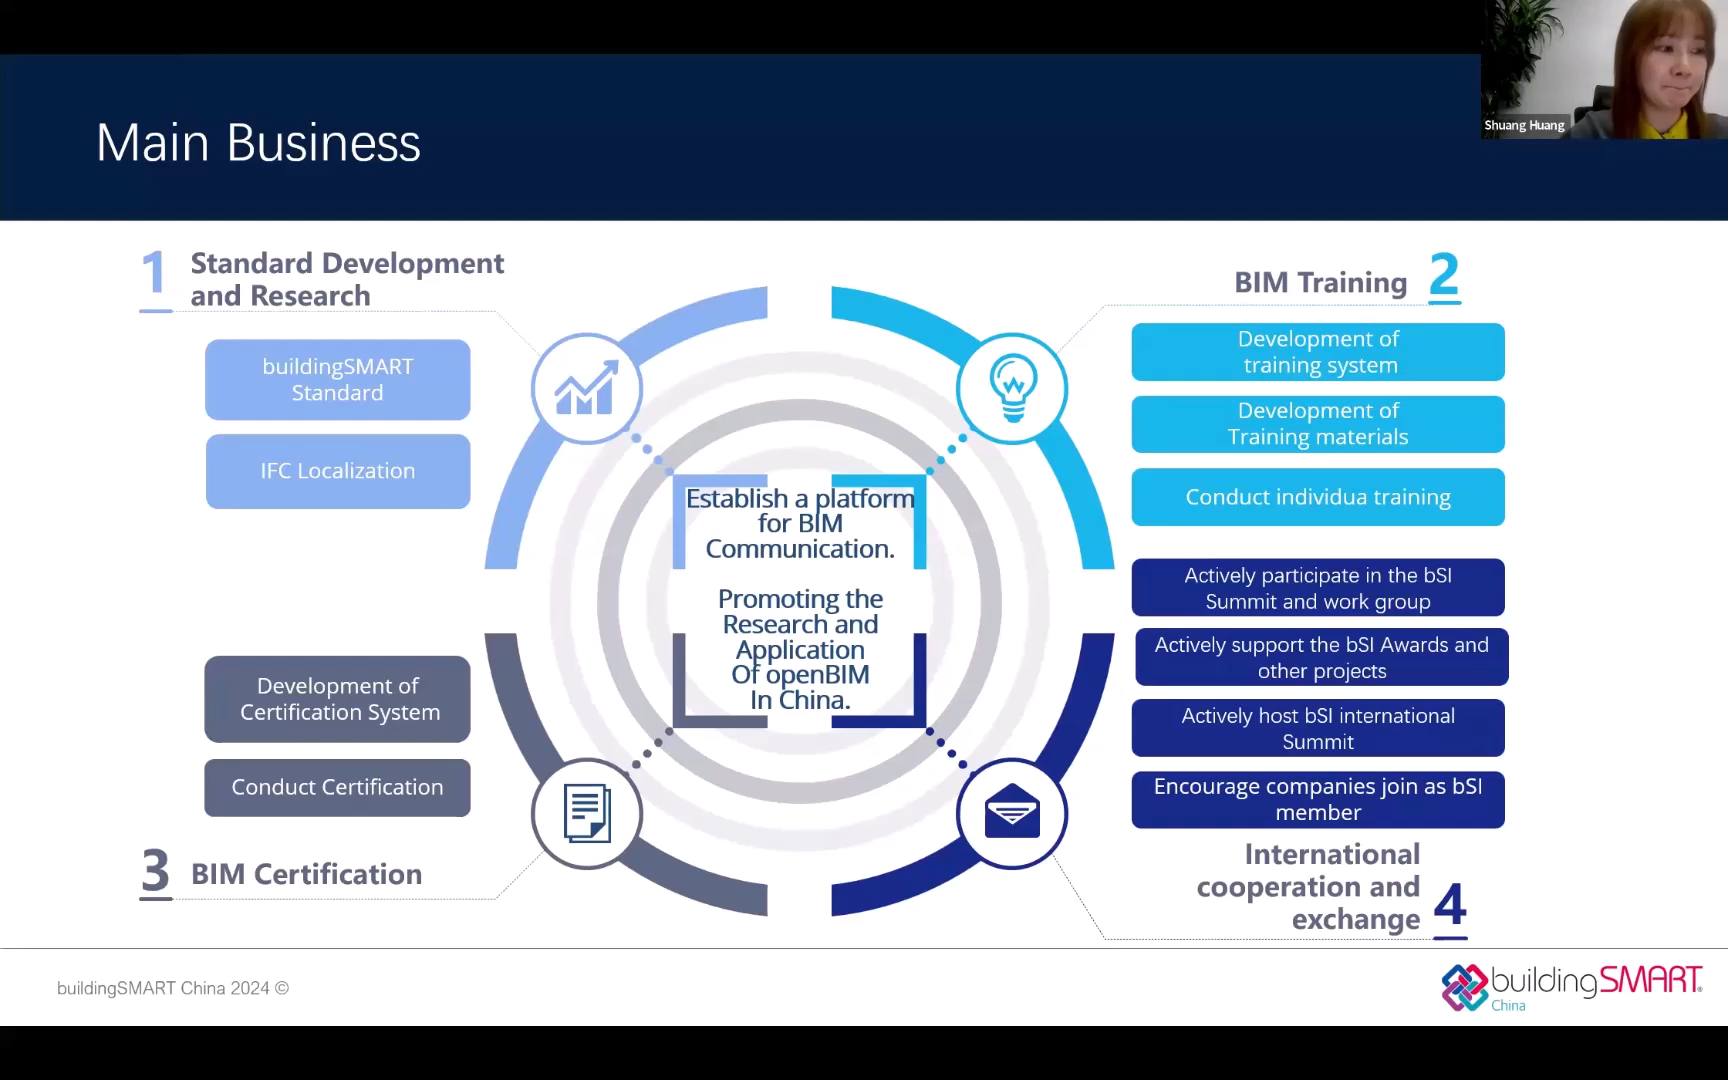 Main Business
Shuang Huang
1
Standard Development
and Research
buildingSMART
Standard
IFC Localization
BIM Training
2
Development of
training system
Development of
Training materials
Conduct individua training
Establish a platform
for BIM
Communication.
Promoting the
Research and
Application
Of openBIM
In China.
Development of
Certification System
Conduct Certification
3
BIM Certification
Actively participate in the bSI
Summit and work group
Actively support the bSI Awards and
other projects
Actively host bSI international
Summit
Encourage companies join as bSI
member
International
cooperation and
exchange
4
buildingSMART China 2024 ©
buildingSMART®
China